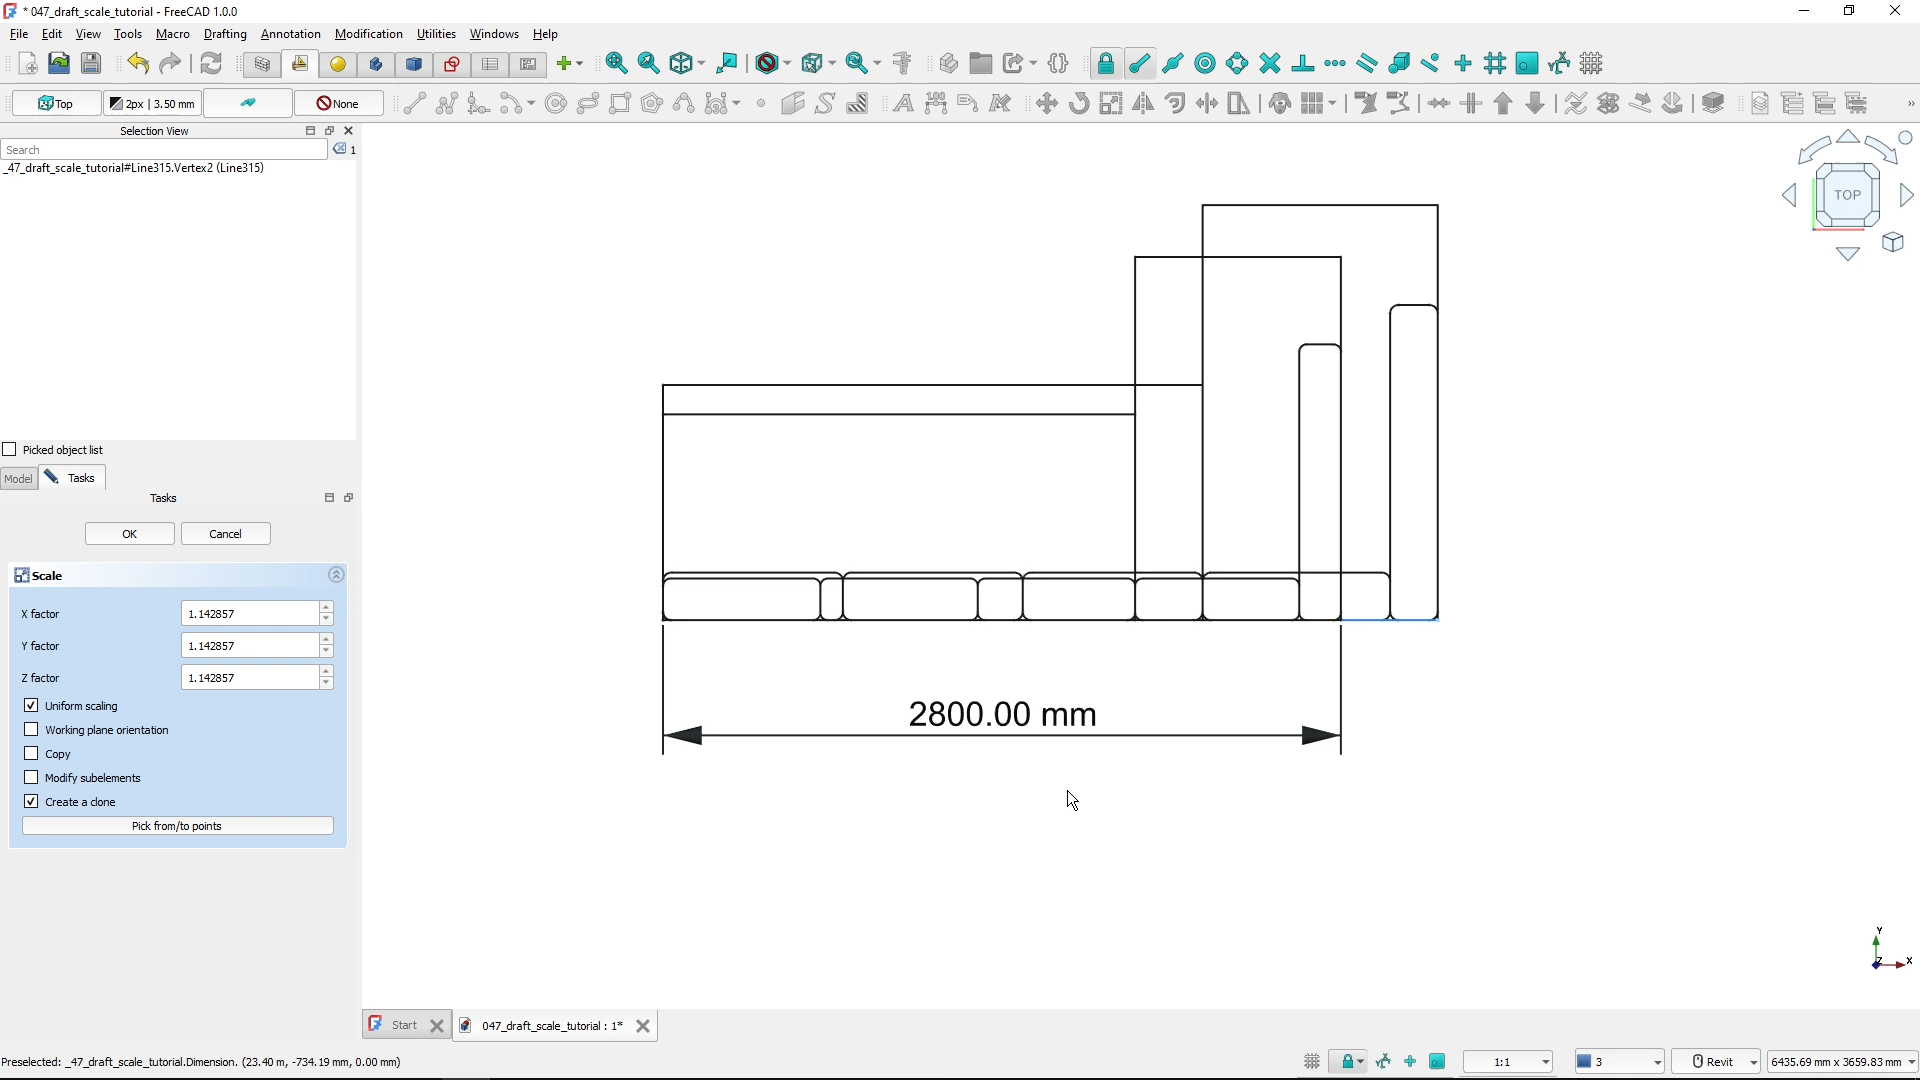 * 047_draft_scale_tutorial - FreeCAD 1.0.0
File Edit View Tools Macro Drafting Annotation Modification Utilities Windows Help
Top 2px | 3.50 mm None
Selection View
Search 1
_47_draft_scale_tutorial#Line315.Vertex2 (Line315)
TOP
Picked object list
Model Tasks
Tasks
OK Cancel
Scale
X factor 1.142857
Y factor 1.142857
Z factor 1.142857
Uniform scaling
Working plane orientation
Copy
Modify subelements
Create a clone
Pick from/to points
2800.00 mm
Y
Z X
Start 047_draft_scale_tutorial : 1*
Preselected: _47_draft_scale_tutorial.Dimension. (23.40 m, -734.19 mm, 0.00 mm) 1:1 3 Revit 6435.69 mm x 3659.83 mm